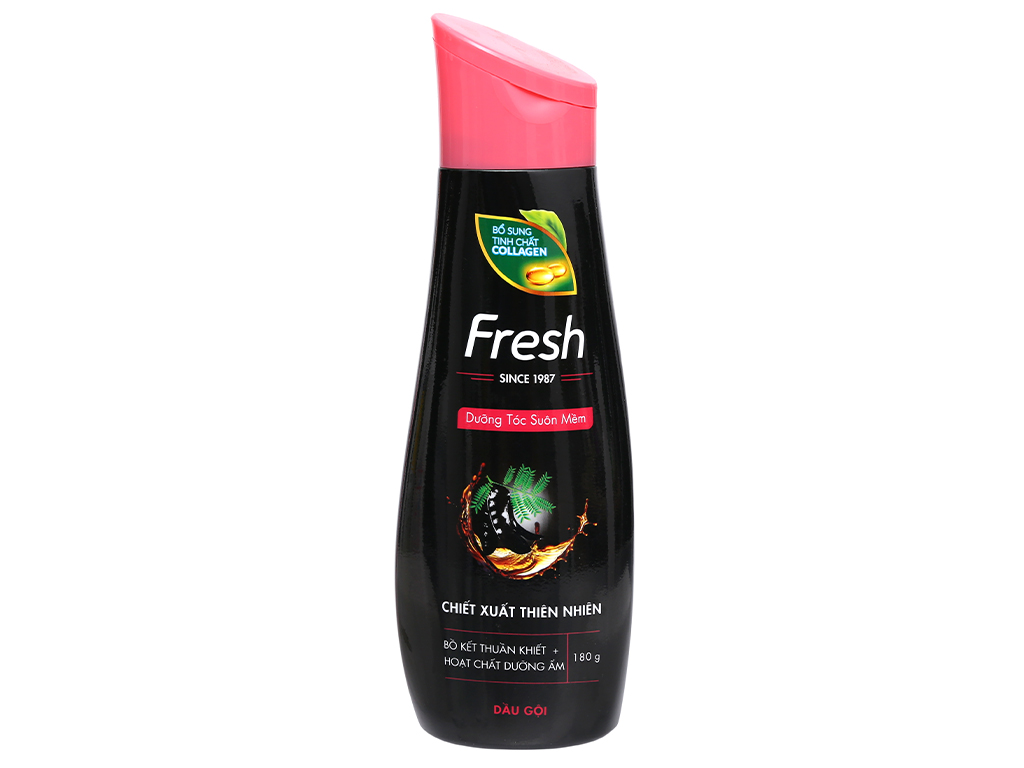 BỔ SUNG
TINH CHẤT
COLLAGEN
Fresh
SINCE 1987
Dưỡng Tóc Suôn Mềm
CHIẾT XUẤT THIÊN NHIÊN
BỒ KẾT THUẦN KHIẾT +
HOẠT CHẤT DƯỠNG ẨM
180 g
DẦU GỘI